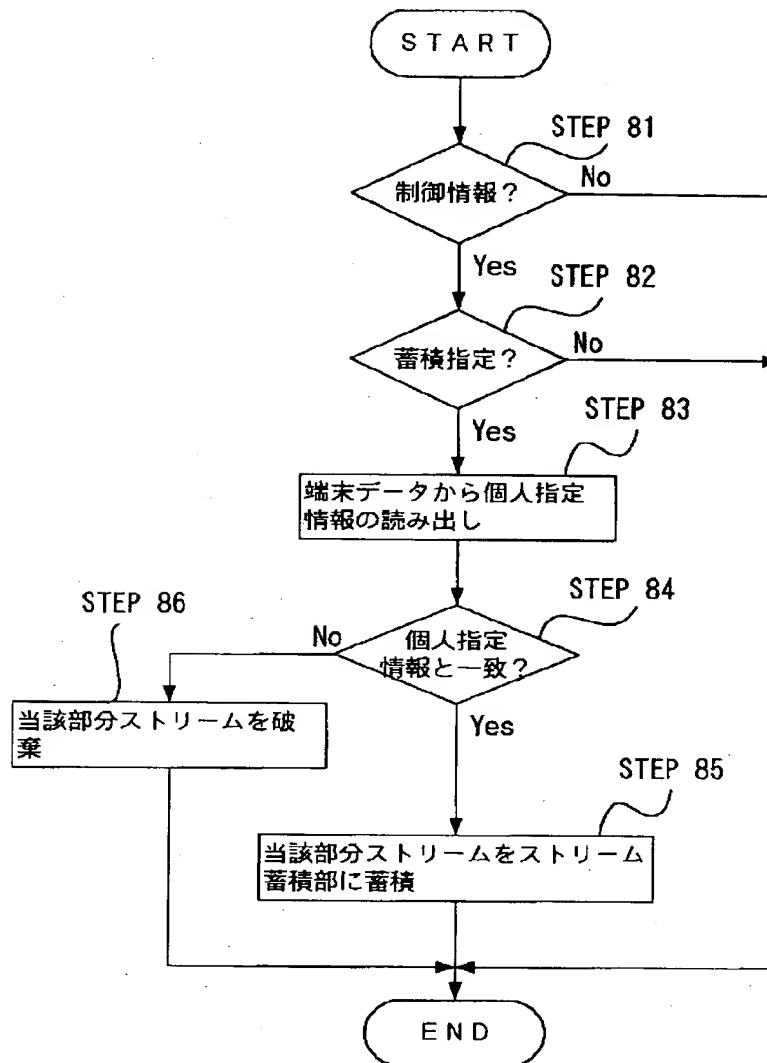 START
STEP 81
制御情報?
No
Yes
STEP 82
蓄積指定?
No
Yes
STEP 83
端末データから個人指定
情報の読み出し
STEP 84
STEP 86
No
個人指定
情報と一致?
Yes
当該部分ストリームを破
棄
STEP 85
当該部分ストリームをストリーム
蓄積部に蓄積
END